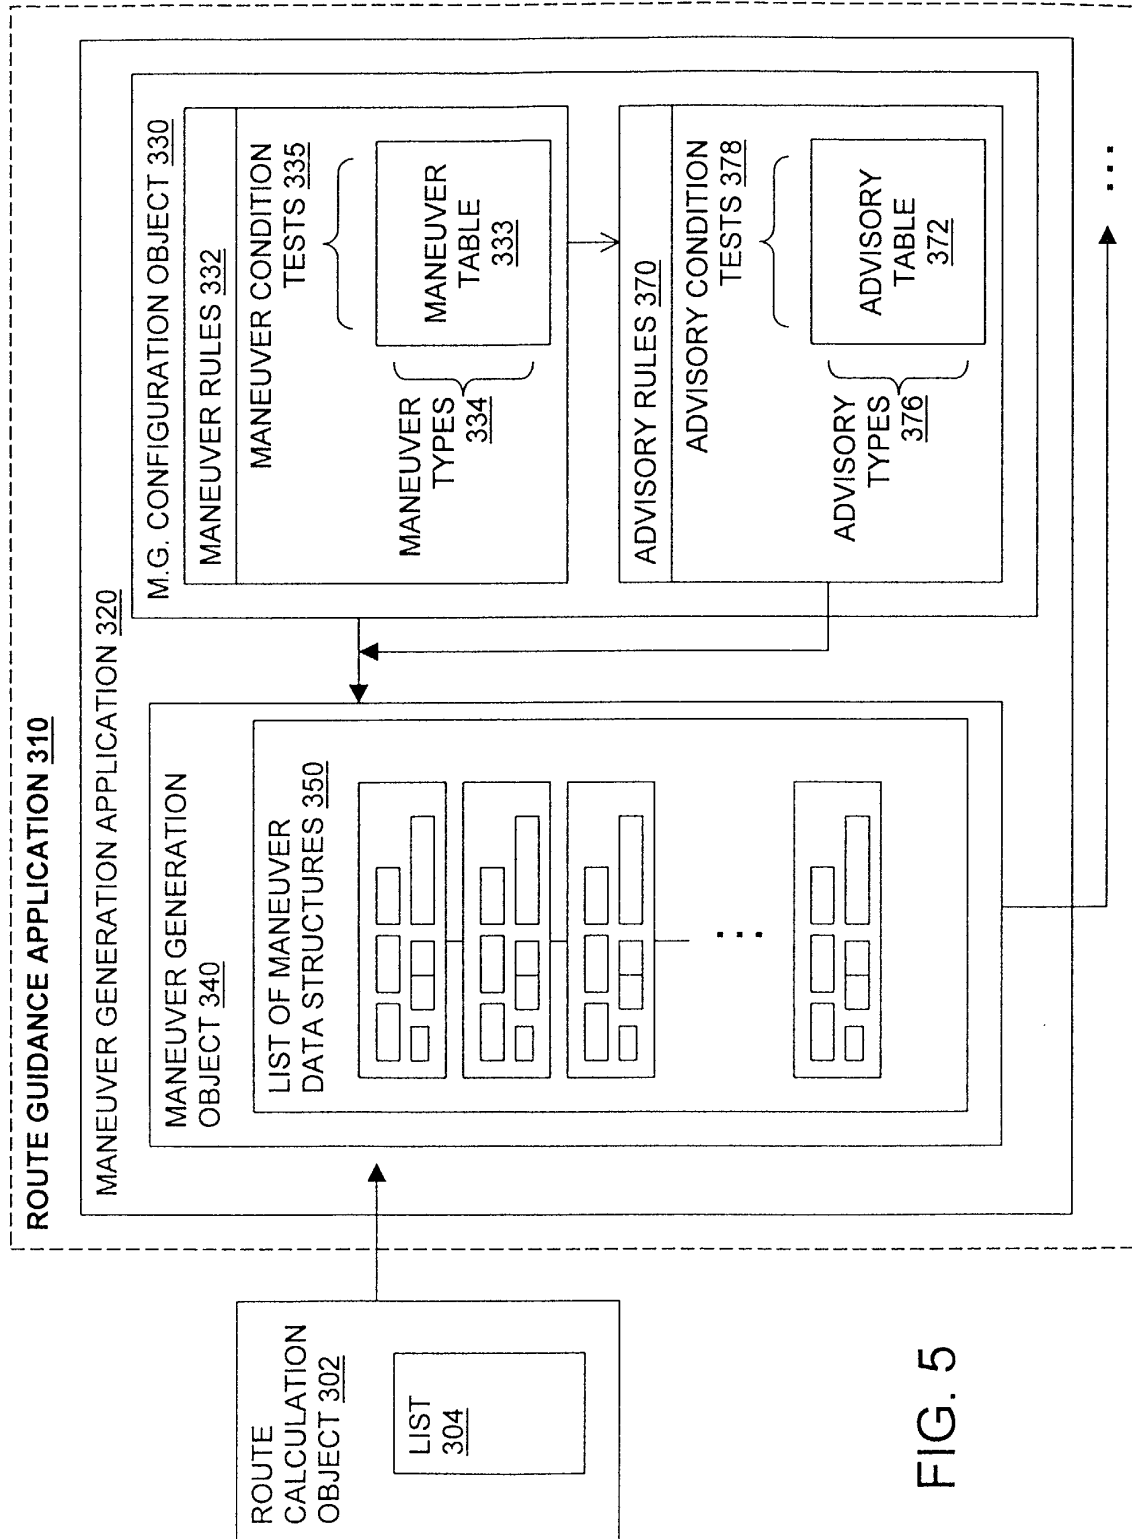 ROUTE GUIDANCE APPLICATION 310
MANEUVER GENERATION APPLICATION 320
ROUTE
CALCULATION
OBJECT 302
LIST
304
MANEUVER GENERATION
OBJECT 340
LIST OF MANEUVER
DATA STRUCTURES 350
...
M.G. CONFIGURATION OBJECT 330
MANEUVER RULES 332
MANEUVER CONDITION
TESTS 335
MANEUVER
TYPES
334
MANEUVER
TABLE
333
ADVISORY RULES 370
ADVISORY CONDITION
TESTS 378
ADVISORY
TYPES
376
ADVISORY
TABLE
372
...
FIG. 5